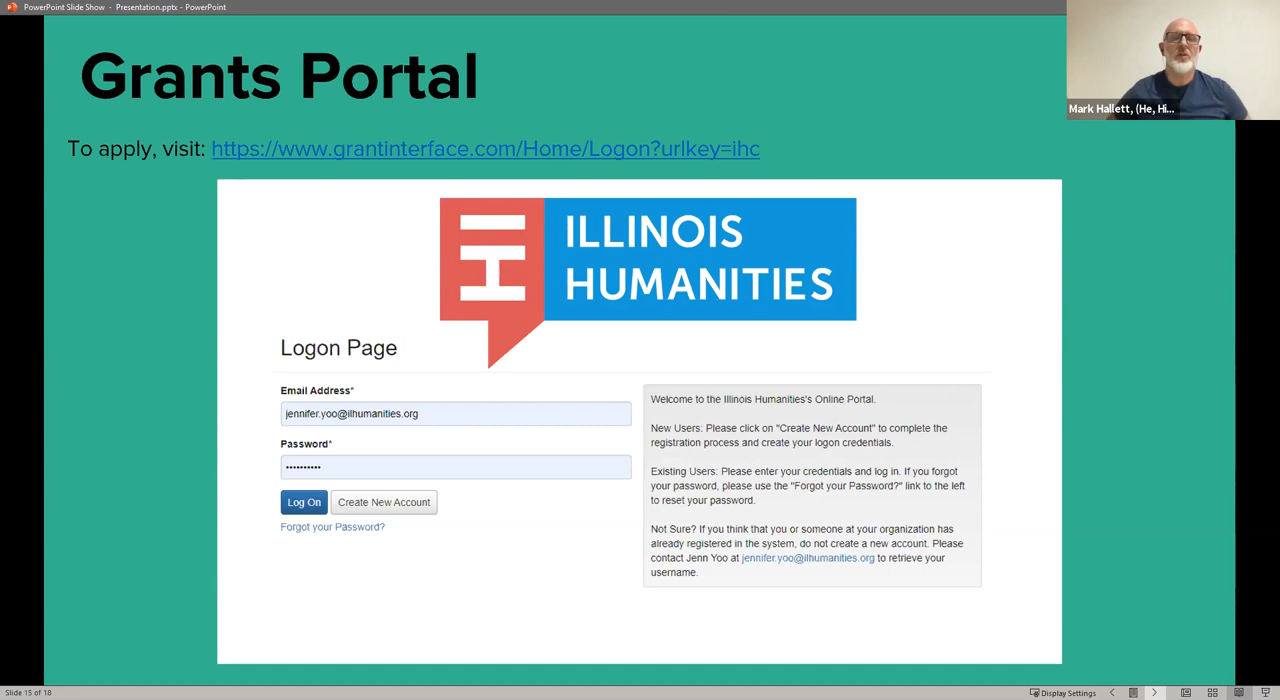 PowerPoint Slide Show - Presentation.pptx - PowerPoint
Mark Hallett, (He, Hi...
Grants Portal
To apply, visit: https://www.grantinterface.com/Home/Logon?urlkey=ihc
ILLINOIS
HUMANITIES
Logon Page
Email Address*
jennifer.yoo@ilhumanities.org
Password*
••••••••••
Log On
Create New Account
Forgot your Password?
Welcome to the Illinois Humanities's Online Portal.
New Users: Please click on "Create New Account" to complete the
registration process and create your logon credentials.
Existing Users: Please enter your credentials and log in. If you forgot
your password, please use the "Forgot your Password?" link to the left
to reset your password.
Not Sure? If you think that you or someone at your organization has
already registered in the system, do not create a new account. Please
contact Jenn Yoo at jennifer.yoo@ilhumanities.org to retrieve your
username.
Slide 15 of 18
Display Settings